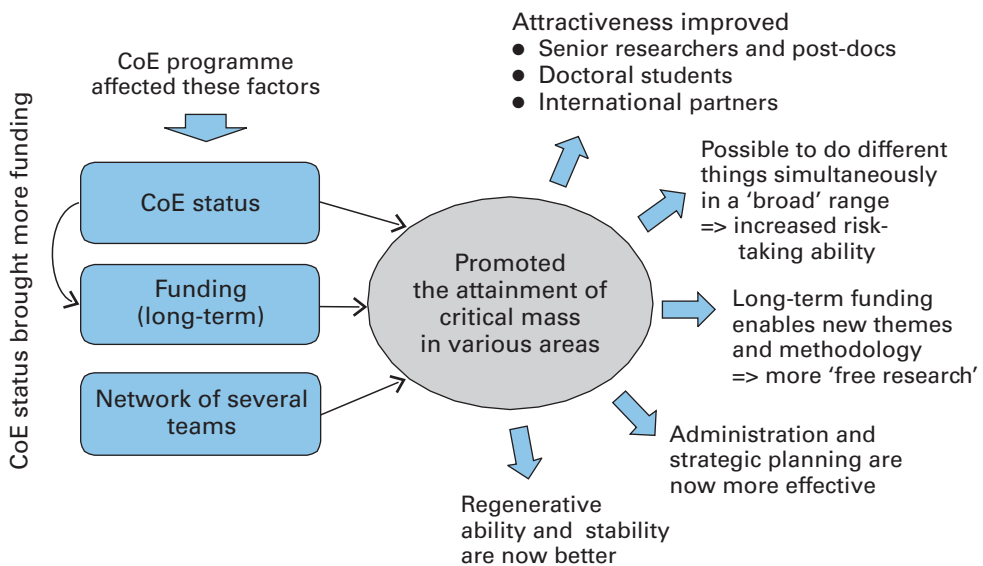 CoE status brought more funding
CoE programme
affected these factors
CoE status
Funding
(long-term)
Network of several
teams
Promoted
the attainment of
critical mass
in various areas
Attractiveness improved
● Senior researchers and post-docs
● Doctoral students
● International partners
Possible to do different
things simultaneously
in a ‘broad’ range
=> increased risk-
taking ability
Long-term funding
enables new themes
and methodology
=> more ‘free research’
Administration and
strategic planning are
now more effective
Regenerative
ability and stability
are now better